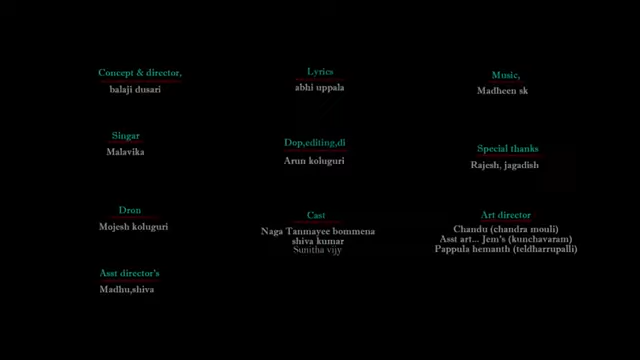 Concept & director,
balaji dusari
Lyrics
abhi uppala
Music,
Madheen sk
Singar
Malavika
Dop,editing,di
Arun koluguri
Special thanks
Rajesh, jagadish
Dron
Mojesh koluguri
Cast
Naga Tanmayee bommena
shiva kumar
Sunitha vijy
Art director
Chandu (chandra mouli)
Asst art... Jem's (kunchavaram)
Pappula hemanth (teldharrupalli)
Asst director's
Madhu,shiva